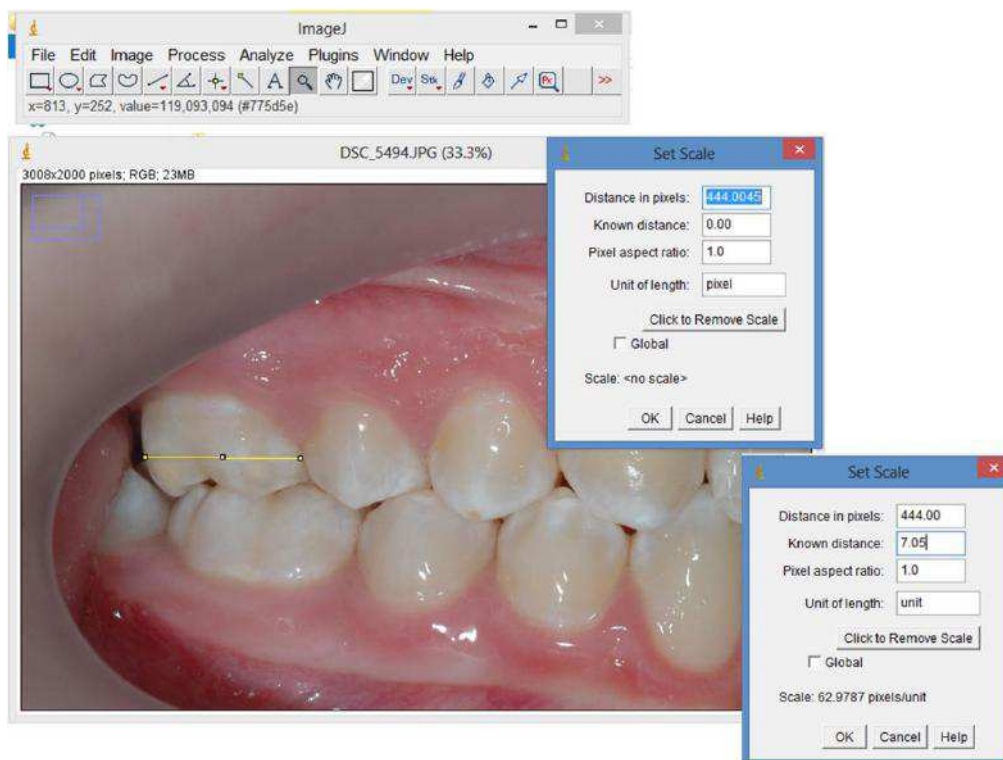 ImageJ
File Edit Image Process Analyze Plugins Window Help
A Dev Stk Px >>
x=813, y=252, value=119,093,094 (#775d5e)
DSC_5494.JPG (33.3%)
3008x2000 pixels; RGB; 23MB
Set Scale
Distance in pixels: 444.0045
Known distance: 0.00
Pixel aspect ratio: 1.0
Unit of length: pixel
Click to Remove Scale
Global
Scale: <no scale>
OK Cancel Help
Set Scale
Distance in pixels: 444.00
Known distance: 7.05
Pixel aspect ratio: 1.0
Unit of length: unit
Click to Remove Scale
Global
Scale: 62.9787 pixels/unit
OK Cancel Help